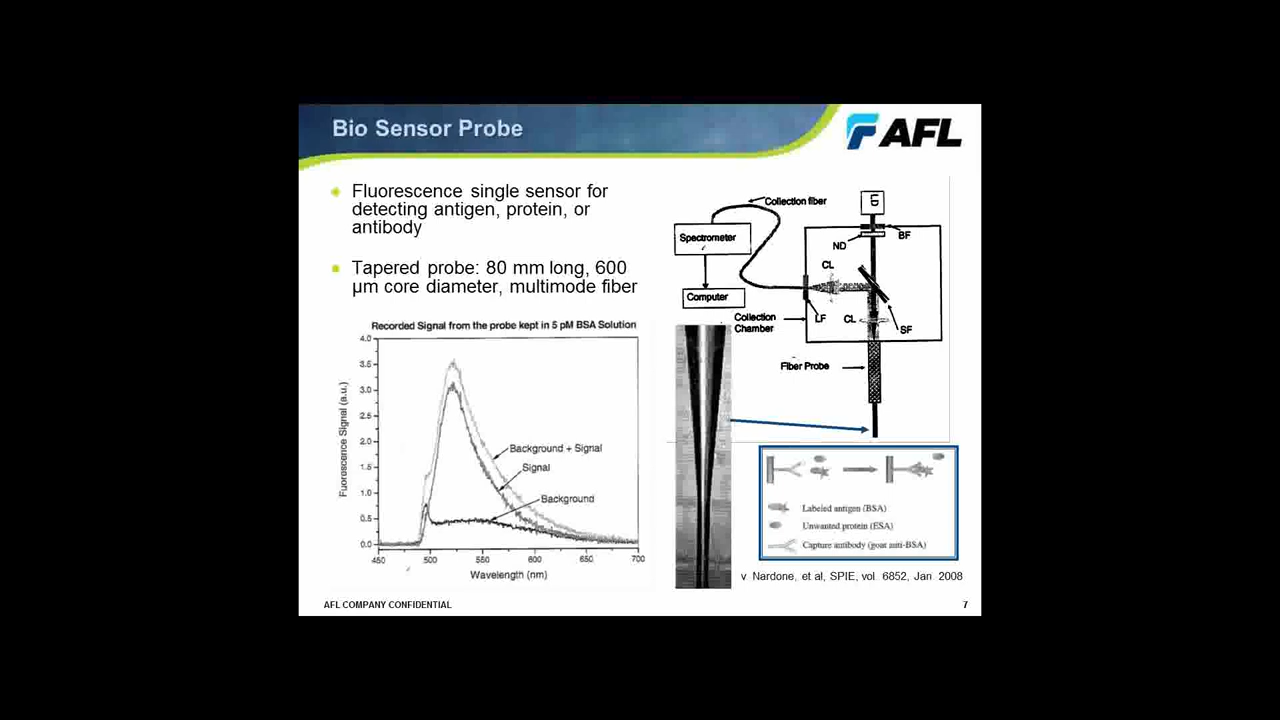 Bio Sensor Probe
AFL
Fluorescence single sensor for
detecting antigen, protein, or
antibody
Tapered probe: 80 mm long, 600
µm core diameter, multimode fiber
Recorded Signal from the probe kept in 5 pM BSA Solution
4.0
3.5
3.0
2.5
2.0
1.5
1.0
0.5
0.0
Fluorescence Signal (a.u.)
Background + Signal
Signal
Background
450
500
550
600
650
700
Wavelength (nm)
Collection fiber
LD
Spectrometer
ND
BF
CL
Computer
Collection
Chamber
LF
CL
SF
Fiber Probe
Labeled antigen (BSA)
Unwanted protein (ESA)
Capture antibody (goat anti-BSA)
v Nardone, et al, SPIE, vol. 6852, Jan 2008
AFL COMPANY CONFIDENTIAL
7